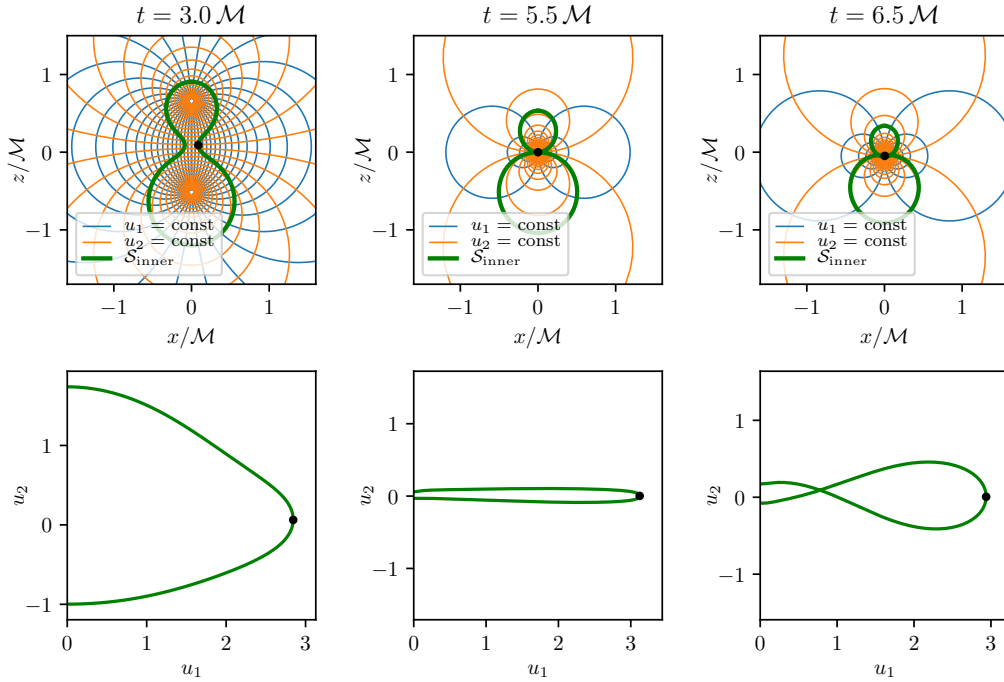 t = 3.0 ℳ
t = 5.5 ℳ
t = 6.5 ℳ
z/ℳ
1
0
−1
u₁ = const
u₂ = const
𝒮inner
−1
0
1
x/ℳ
z/ℳ
1
0
−1
u₁ = const
u₂ = const
𝒮inner
−1
0
1
x/ℳ
z/ℳ
1
0
−1
u₁ = const
u₂ = const
𝒮inner
−1
0
1
x/ℳ
u₂
1
0
−1
0
1
2
3
u₁
u₂
1
0
−1
0
1
2
3
u₁
u₂
1
0
−1
0
1
2
3
u₁